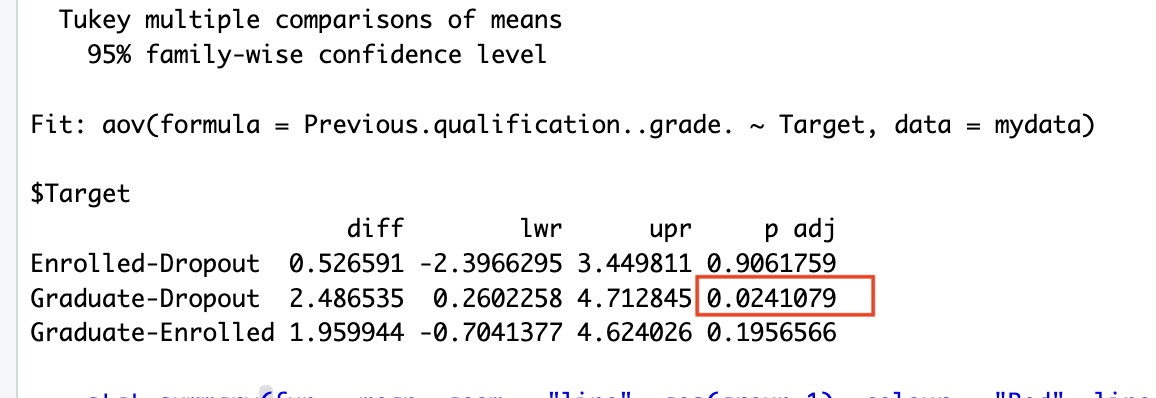 Tukey multiple comparisons of means
95% family-wise confidence level
Fit: aov(formula = Previous.qualification..grade. ~ Target, data = mydata)
$Target
diff lwr upr p adj
Enrolled-Dropout 0.526591 -2.3966295 3.449811 0.9061759
Graduate-Dropout 2.486535 0.2602258 4.712845 0.0241079
Graduate-Enrolled 1.959944 -0.7041377 4.624026 0.1956566